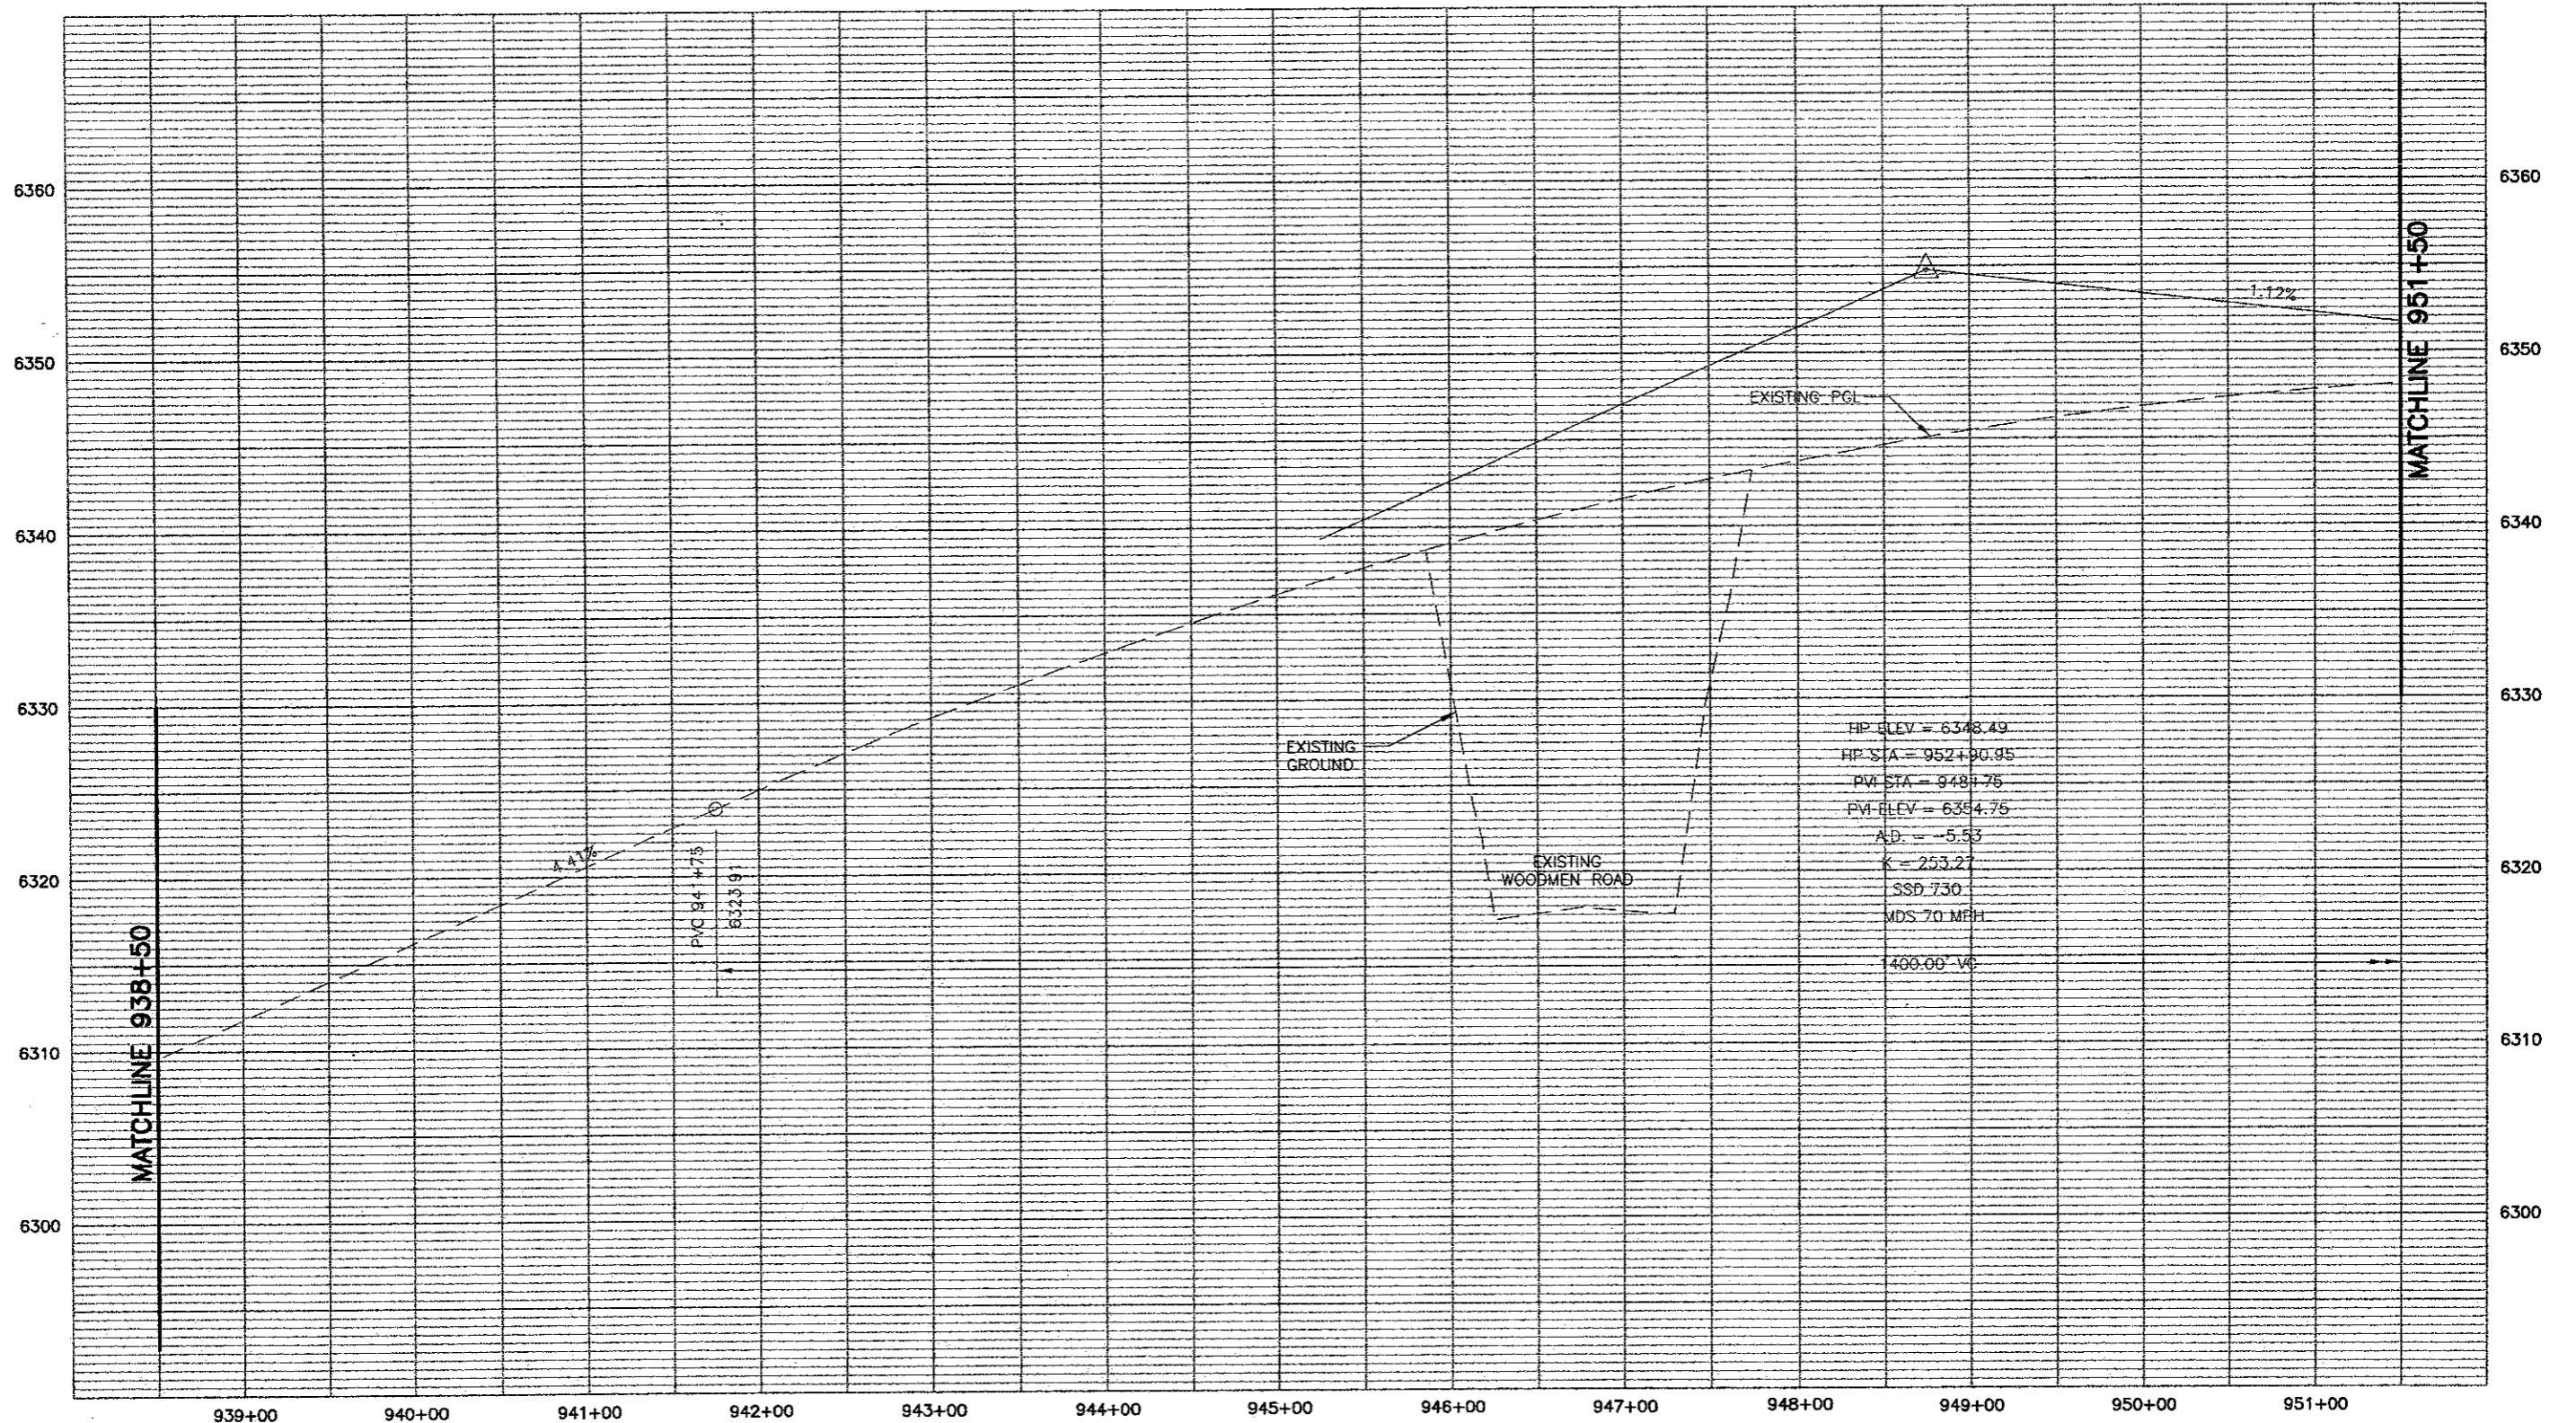 6360
6350
6340
6330
6320
6310
6300
MATCHLINE 938+50
4.41%
PVC 941+75
6323.91
EXISTING
GROUND
EXISTING
WOODMEN ROAD
EXISTING PGL
-1.12%
HP ELEV = 6348.49
HP STA = 952+90.95
PVI STA = 948+75
PVI ELEV = 6354.75
A.D. = -5.53
K = 253.27
SSD 730
MDS 70 MPH
1400.00' VC
MATCHLINE 951+50
6360
6350
6340
6330
6320
6310
6300
939+00 940+00 941+00 942+00 943+00 944+00 945+00 946+00 947+00 948+00 949+00 950+00 951+00